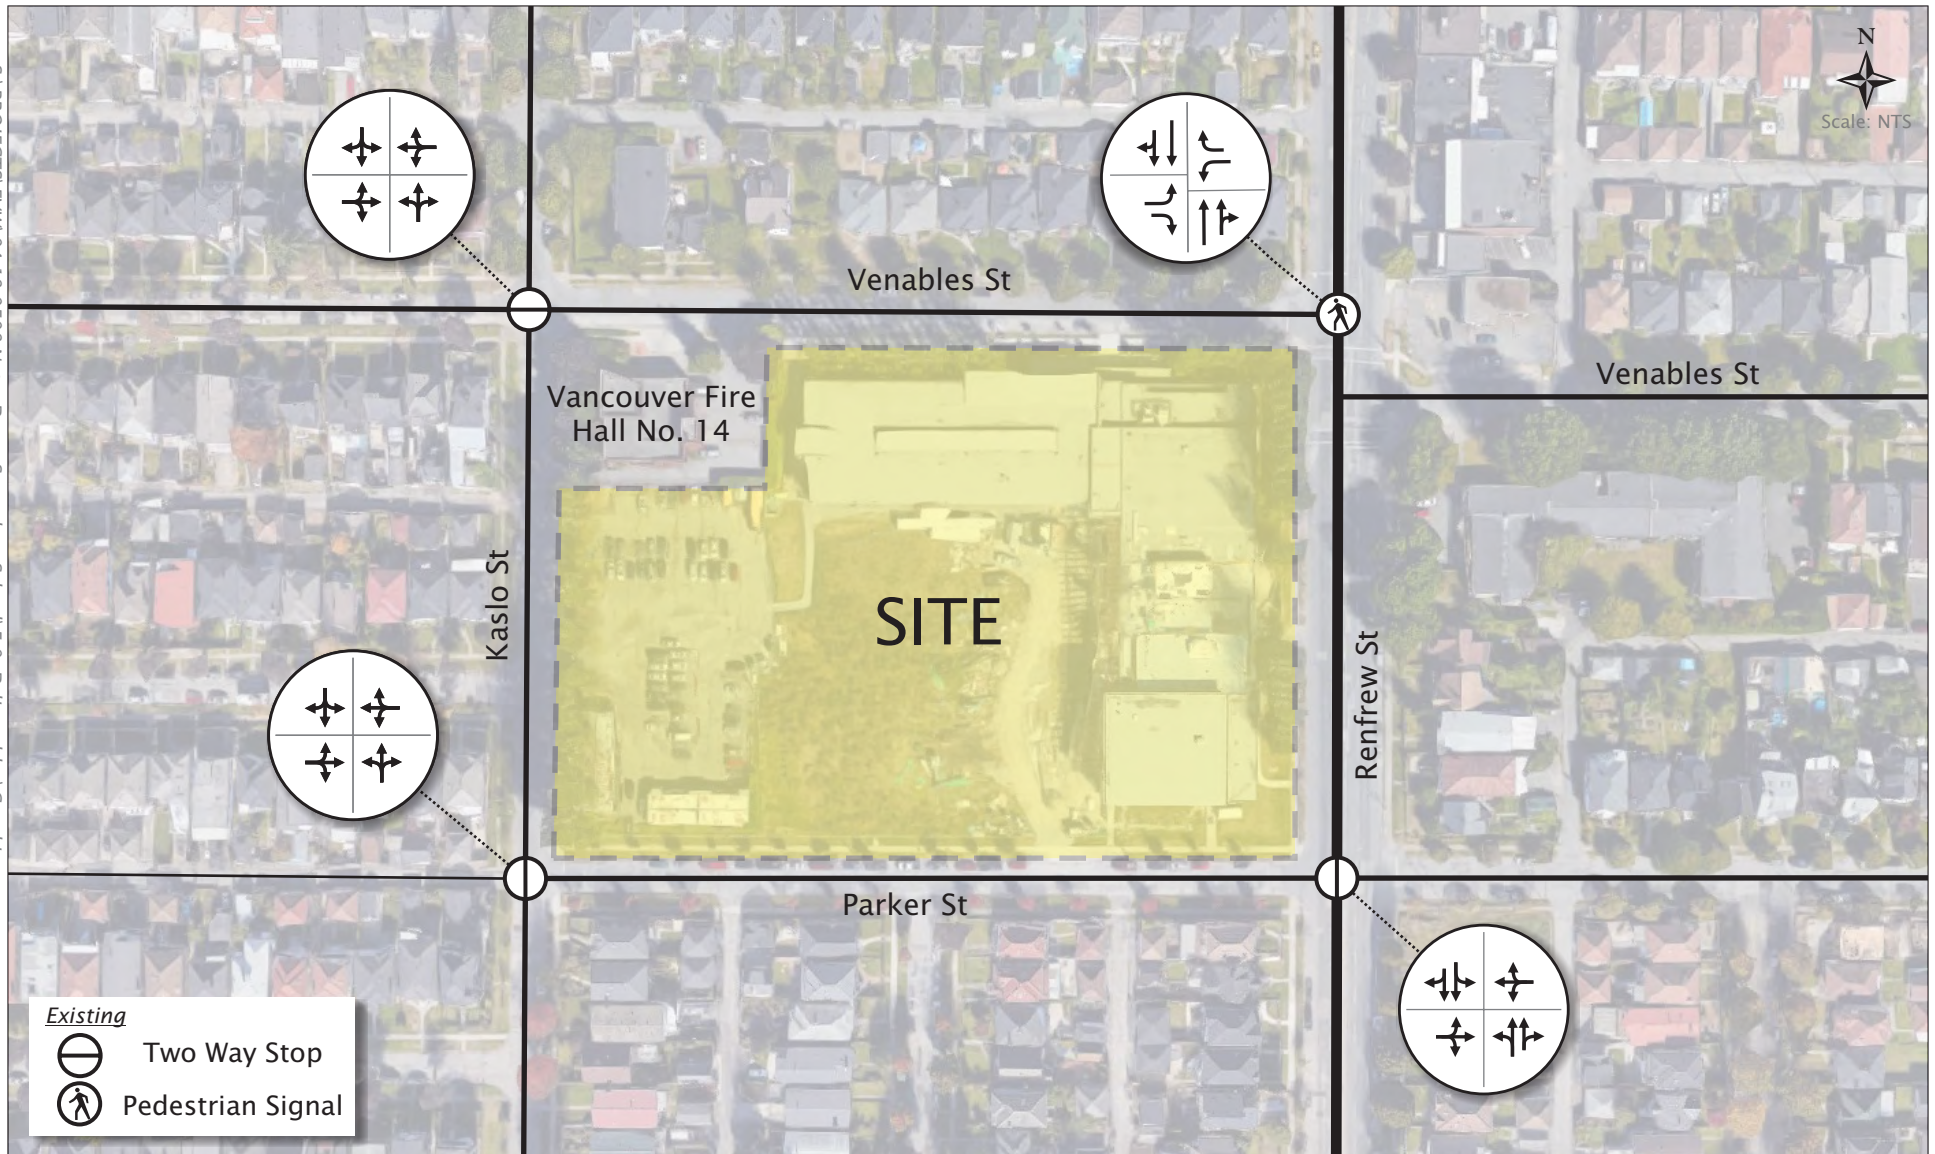 N
Scale: NTS
Venables St
Venables St
Vancouver Fire
Hall No. 14
Kaslo St
SITE
Renfrew St
Parker St
Existing
Two Way Stop
Pedestrian Signal